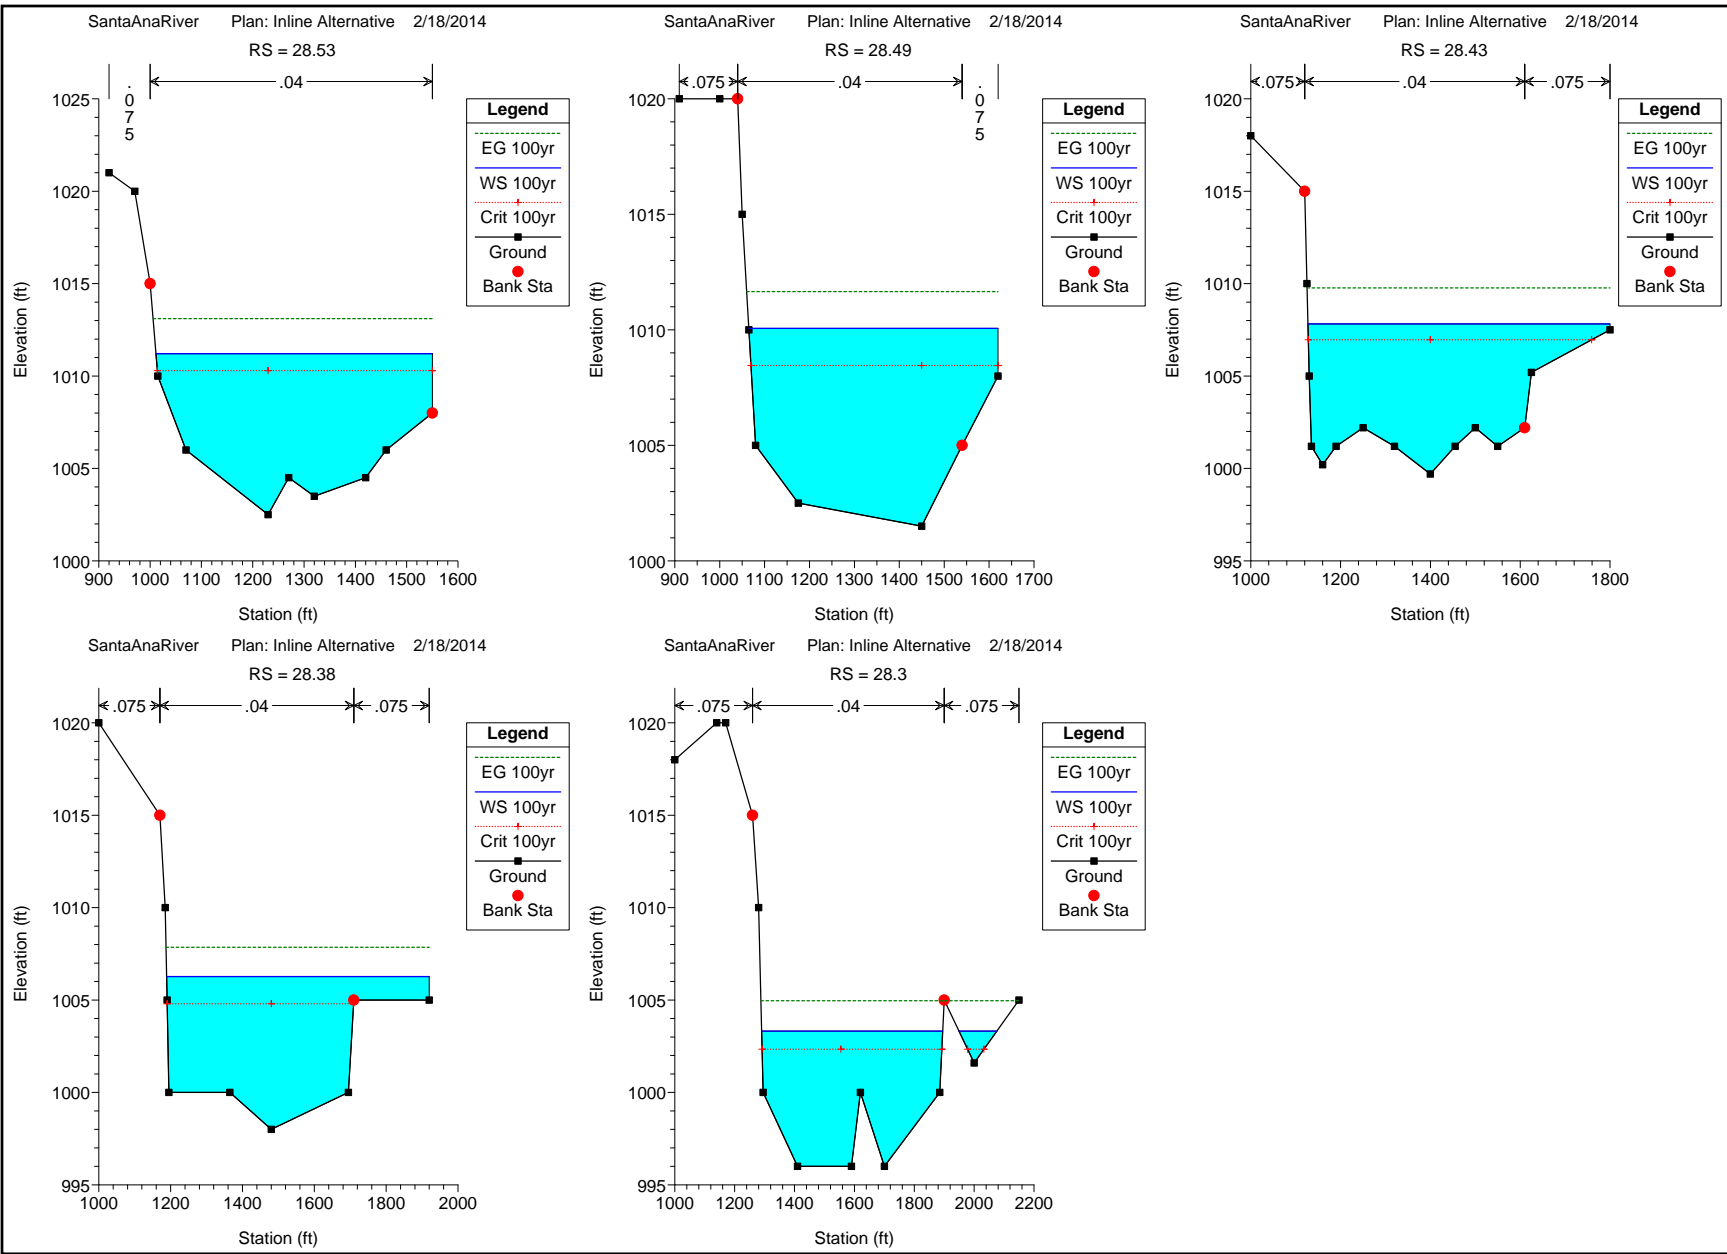 SantaAnaRiver Plan: Inline Alternative 2/18/2014
RS = 28.53
.075
.04
1025
1020
1015
1010
1005
1000
900 1000 1100 1200 1300 1400 1500 1600
Elevation (ft)
Station (ft)
Legend
EG 100yr
WS 100yr
Crit 100yr
Ground
Bank Sta
SantaAnaRiver Plan: Inline Alternative 2/18/2014
RS = 28.49
.075 .04 .075
1020
1015
1010
1005
1000
900 1000 1100 1200 1300 1400 1500 1600 1700
Elevation (ft)
Station (ft)
Legend
EG 100yr
WS 100yr
Crit 100yr
Ground
Bank Sta
SantaAnaRiver Plan: Inline Alternative 2/18/2014
RS = 28.43
.075 .04 .075
1020
1015
1010
1005
1000
995
1000 1200 1400 1600 1800
Elevation (ft)
Station (ft)
Legend
EG 100yr
WS 100yr
Crit 100yr
Ground
Bank Sta
SantaAnaRiver Plan: Inline Alternative 2/18/2014
RS = 28.38
.075 .04 .075
1020
1015
1010
1005
1000
995
1000 1200 1400 1600 1800 2000
Elevation (ft)
Station (ft)
Legend
EG 100yr
WS 100yr
Crit 100yr
Ground
Bank Sta
SantaAnaRiver Plan: Inline Alternative 2/18/2014
RS = 28.3
.075 .04 .075
1020
1015
1010
1005
1000
995
1000 1200 1400 1600 1800 2000 2200
Elevation (ft)
Station (ft)
Legend
EG 100yr
WS 100yr
Crit 100yr
Ground
Bank Sta